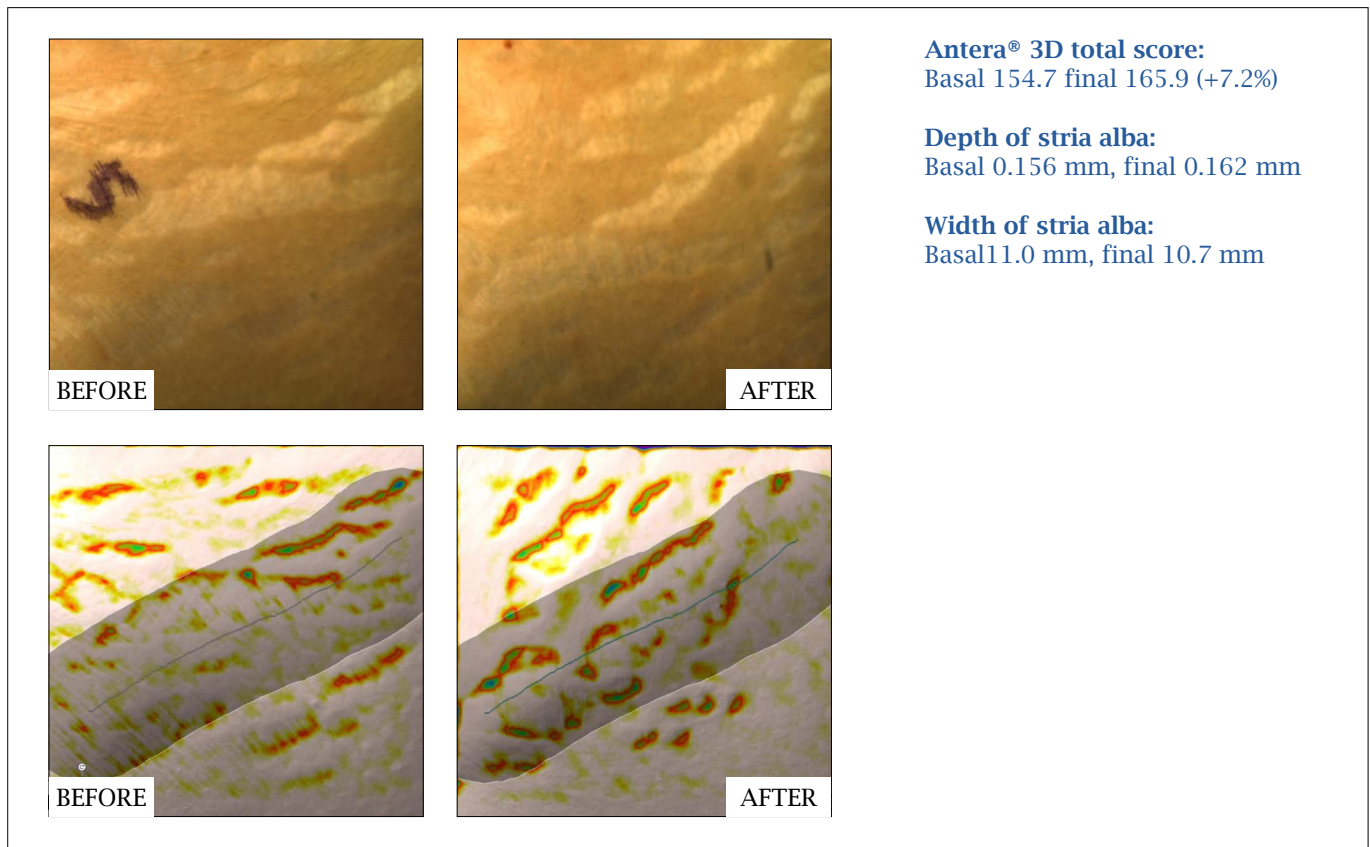 Antera® 3D total score:
Basal 154.7 final 165.9 (+7.2%)
Depth of stria alba:
Basal 0.156 mm, final 0.162 mm
Width of stria alba:
Basal11.0 mm, final 10.7 mm
BEFORE
AFTER
BEFORE
AFTER